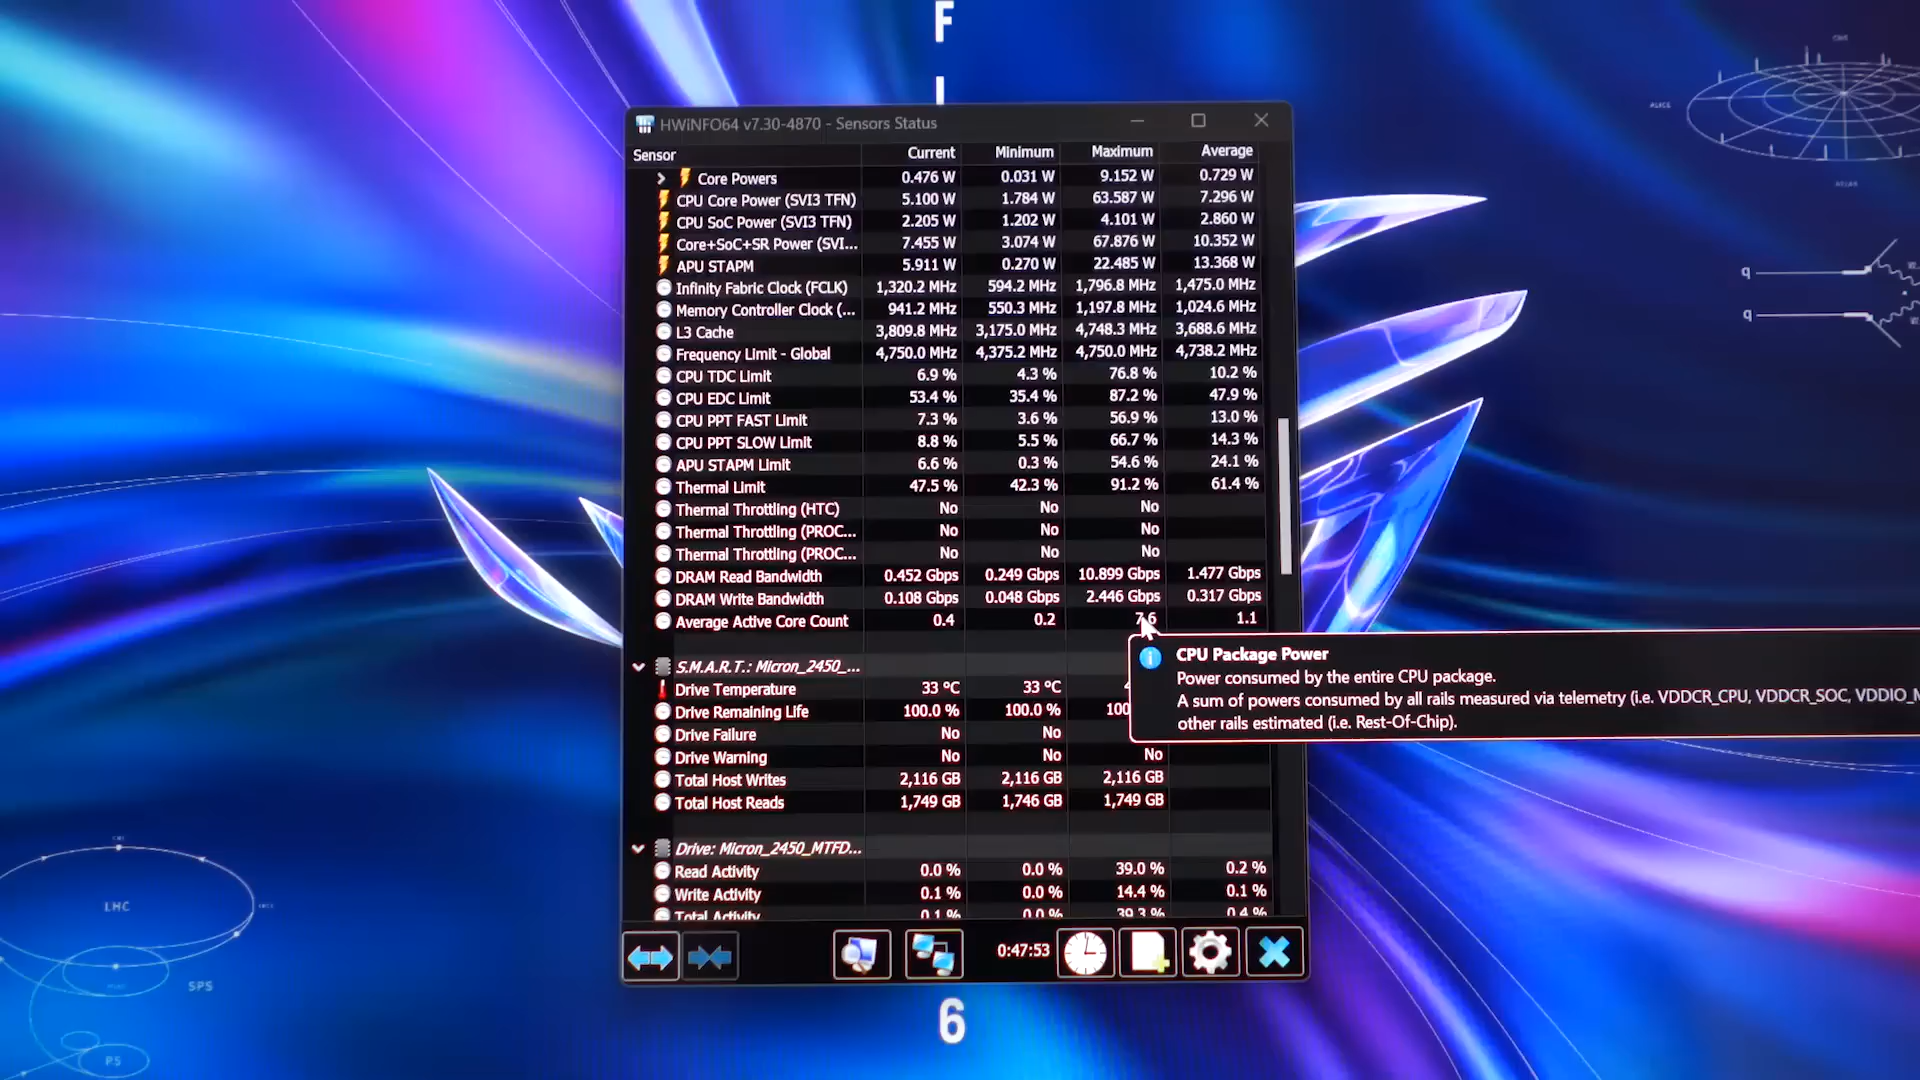 F
I
HWiNFO64 v7.30-4870 - Sensors Status
Sensor Current Minimum Maximum Average
Core Powers 0.476 W 0.031 W 9.152 W 0.729 W
CPU Core Power (SVI3 TFN) 5.100 W 1.784 W 63.587 W 7.296 W
CPU SoC Power (SVI3 TFN) 2.205 W 1.202 W 4.101 W 2.860 W
Core+SoC+SR Power (SVI... 7.455 W 3.074 W 67.876 W 10.352 W
APU STAPM 5.911 W 0.270 W 22.485 W 13.368 W
Infinity Fabric Clock (FCLK) 1,320.2 MHz 594.2 MHz 1,796.8 MHz 1,475.0 MHz
Memory Controller Clock (... 941.2 MHz 550.3 MHz 1,197.8 MHz 1,024.6 MHz
L3 Cache 3,809.8 MHz 3,175.0 MHz 4,748.3 MHz 3,688.6 MHz
Frequency Limit - Global 4,750.0 MHz 4,375.2 MHz 4,750.0 MHz 4,738.2 MHz
CPU TDC Limit 6.9 % 4.3 % 76.8 % 10.2 %
CPU EDC Limit 53.4 % 35.4 % 87.2 % 47.9 %
CPU PPT FAST Limit 7.3 % 3.6 % 56.9 % 13.0 %
CPU PPT SLOW Limit 8.8 % 5.5 % 66.7 % 14.3 %
APU STAPM Limit 6.6 % 0.3 % 54.6 % 24.1 %
Thermal Limit 47.5 % 42.3 % 91.2 % 61.4 %
Thermal Throttling (HTC) No No No
Thermal Throttling (PROC... No No No
Thermal Throttling (PROC... No No No
DRAM Read Bandwidth 0.452 Gbps 0.249 Gbps 10.899 Gbps 1.477 Gbps
DRAM Write Bandwidth 0.108 Gbps 0.048 Gbps 2.446 Gbps 0.317 Gbps
Average Active Core Count 0.4 0.2 7.6 1.1
CPU Package Power
Power consumed by the entire CPU package.
A sum of powers consumed by all rails measured via telemetry (i.e. VDDCR_CPU, VDDCR_SOC, VDDIO_M
other rails estimated (i.e. Rest-Of-Chip).
S.M.A.R.T.: Micron_2450_...
Drive Temperature 33 °C 33 °C 4
Drive Remaining Life 100.0 % 100.0 % 100
Drive Failure No No
Drive Warning No No No
Total Host Writes 2,116 GB 2,116 GB 2,116 GB
Total Host Reads 1,749 GB 1,746 GB 1,749 GB
Drive: Micron_2450_MTFD...
Read Activity 0.0 % 0.0 % 39.0 % 0.2 %
Write Activity 0.1 % 0.0 % 14.4 % 0.1 %
Total Activity 0.1 % 0.0 % 39.3 % 0.4 %
0:47:53
6
ALICE
q
q
LHC
SPS
PS